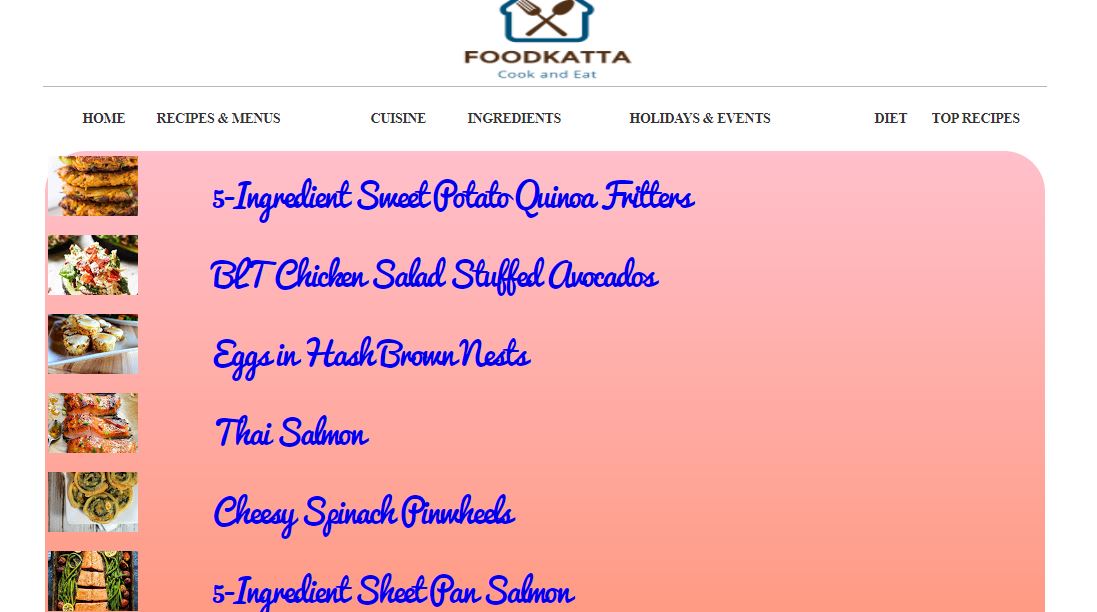 FOODKATTA
Cook and Eat
HOME RECIPES & MENUS CUISINE INGREDIENTS HOLIDAYS & EVENTS DIET TOP RECIPES
5-Ingredient Sweet Potato Quinoa Fritters
BLT Chicken Salad Stuffed Avocados
Eggs in Hash Brown Nests
Thai Salmon
Cheesy Spinach Pinwheels
5-Ingredient Sheet Pan Salmon